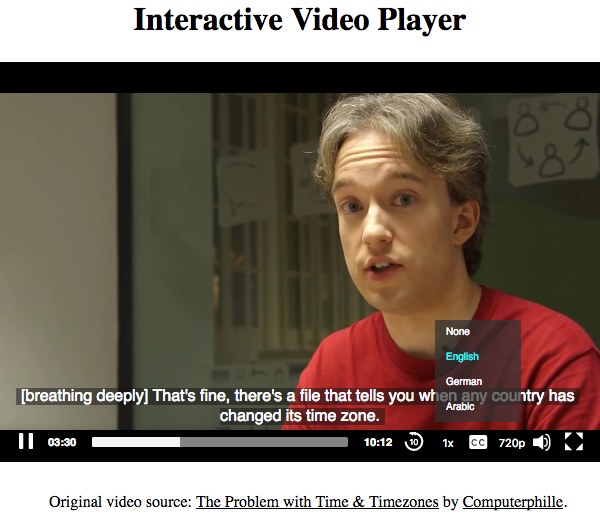 Interactive Video Player
None
English
German
Arabic
[breathing deeply] That's fine, there's a file that tells you when any country has
changed its time zone.
03:30 10:12 10 1x CC 720p
Original video source: The Problem with Time & Timezones by Computerphille.